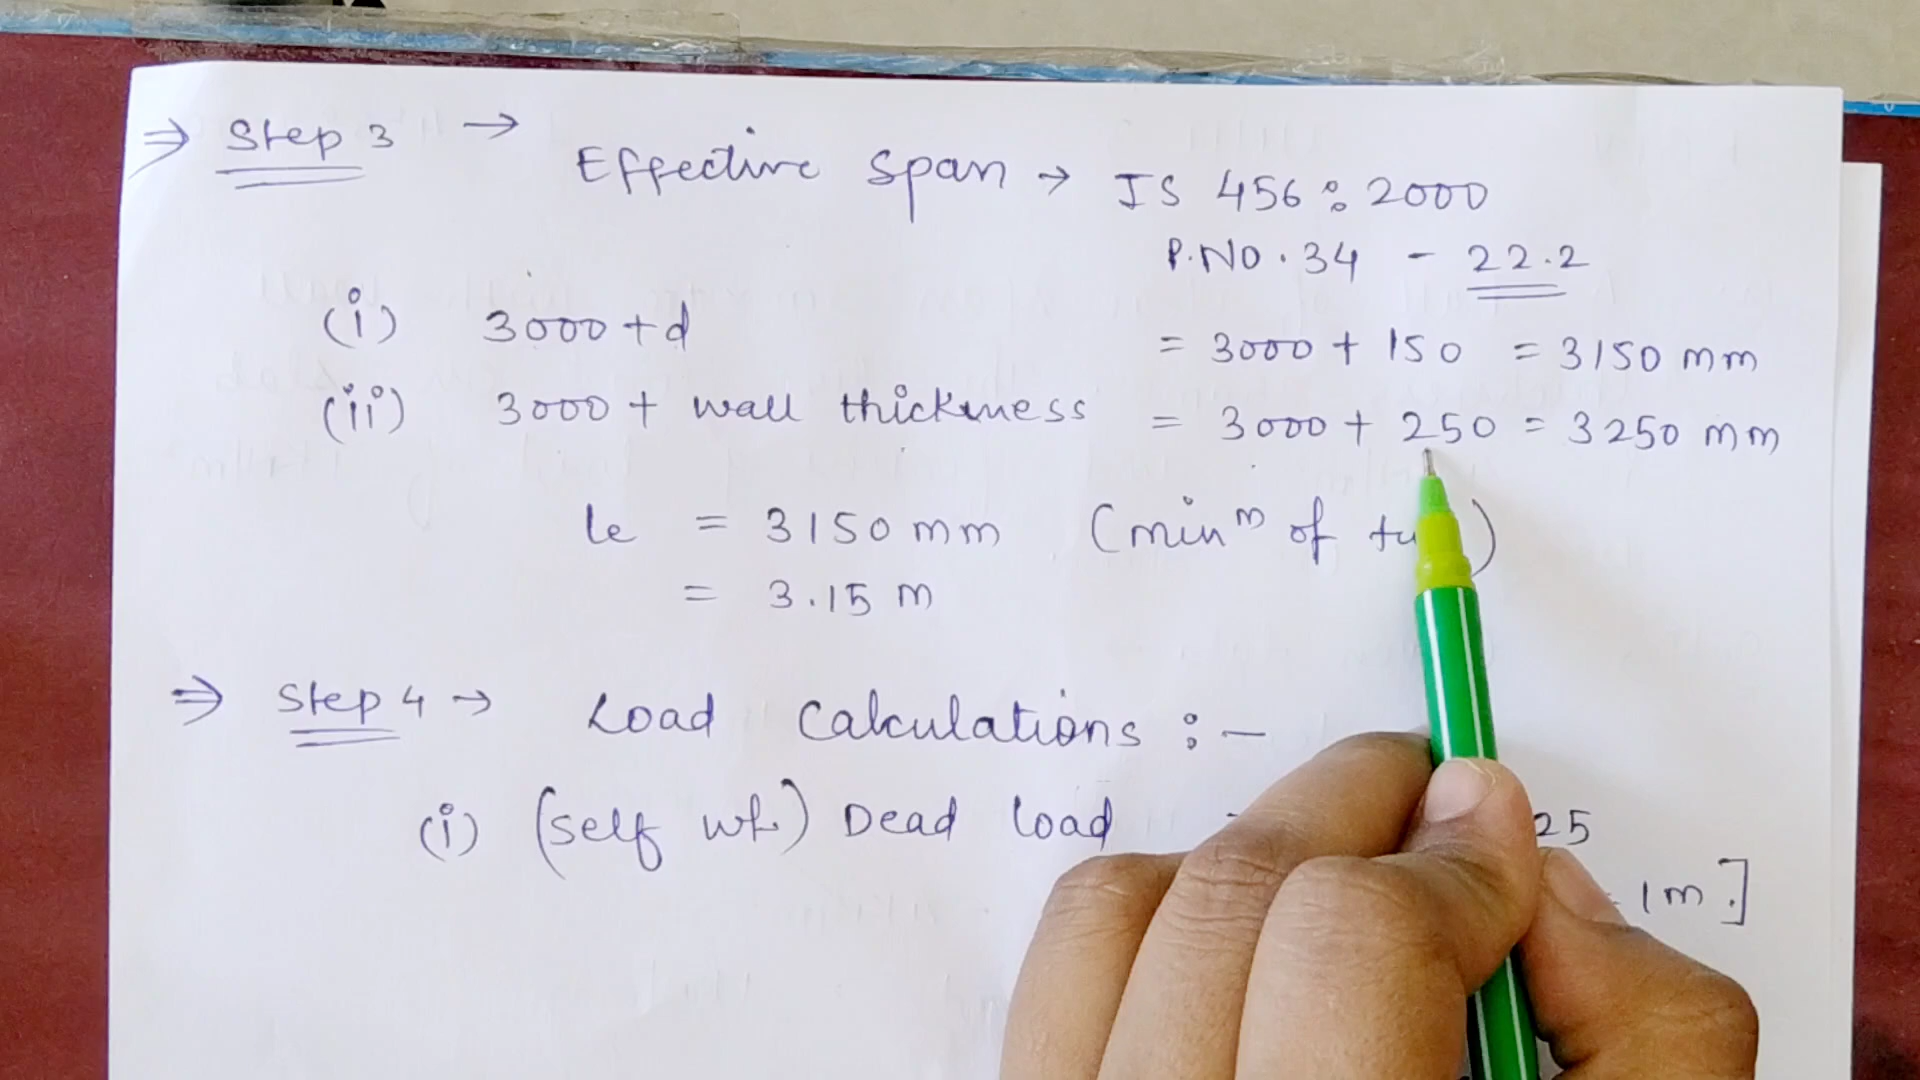 ⇒ Step 3 → Effective Span → IS 456 : 2000
P.NO. 34 - 22.2
(i) 3000 + d = 3000 + 150 = 3150 mm
(ii) 3000 + wall thickness = 3000 + 250 = 3250 mm
le = 3150 mm (minm of )
= 3.15 m
⇒ Step 4 → Load Calculations :-
(i) (self wt.) Dead load 25
1m.]